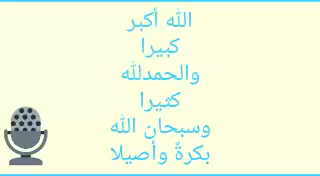 الله أكبر
كبيرا
والحمدلله
كثيرا
وسبحان الله
بكرةً وأصيلا